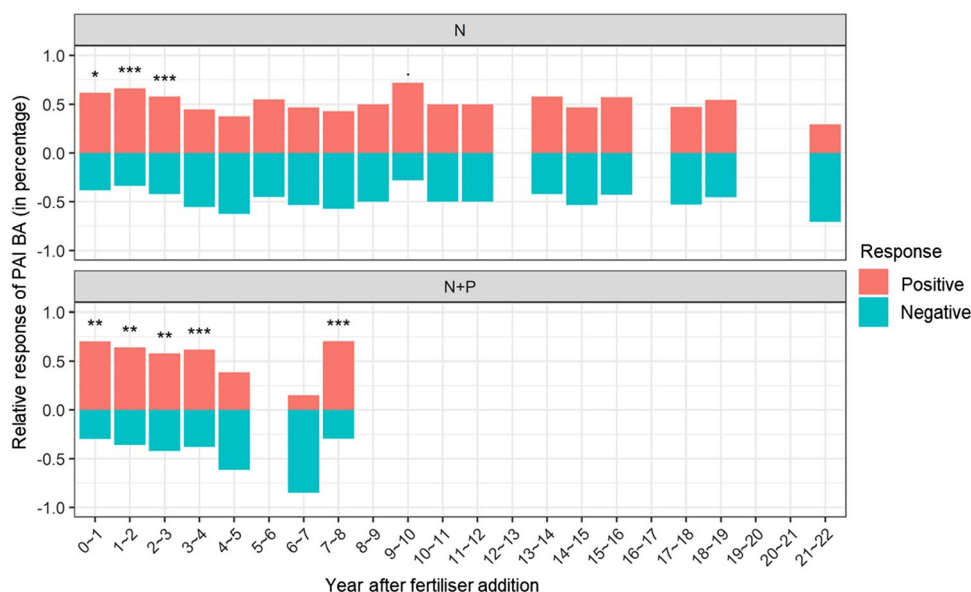 N
1.0
* *** *** .
0.5
0.0
-0.5
-1.0
N+P
1.0
** ** ** *** ***
0.5
0.0
-0.5
-1.0
Relative response of PAI BA (in percentage)
0~1 1~2 2~3 3~4 4~5 5~6 6~7 7~8 8~9 9~10 10~11 11~12 12~13 13~14 14~15 15~16 16~17 17~18 18~19 19~20 20~21 21~22
Year after fertiliser addition
Response
Positive
Negative